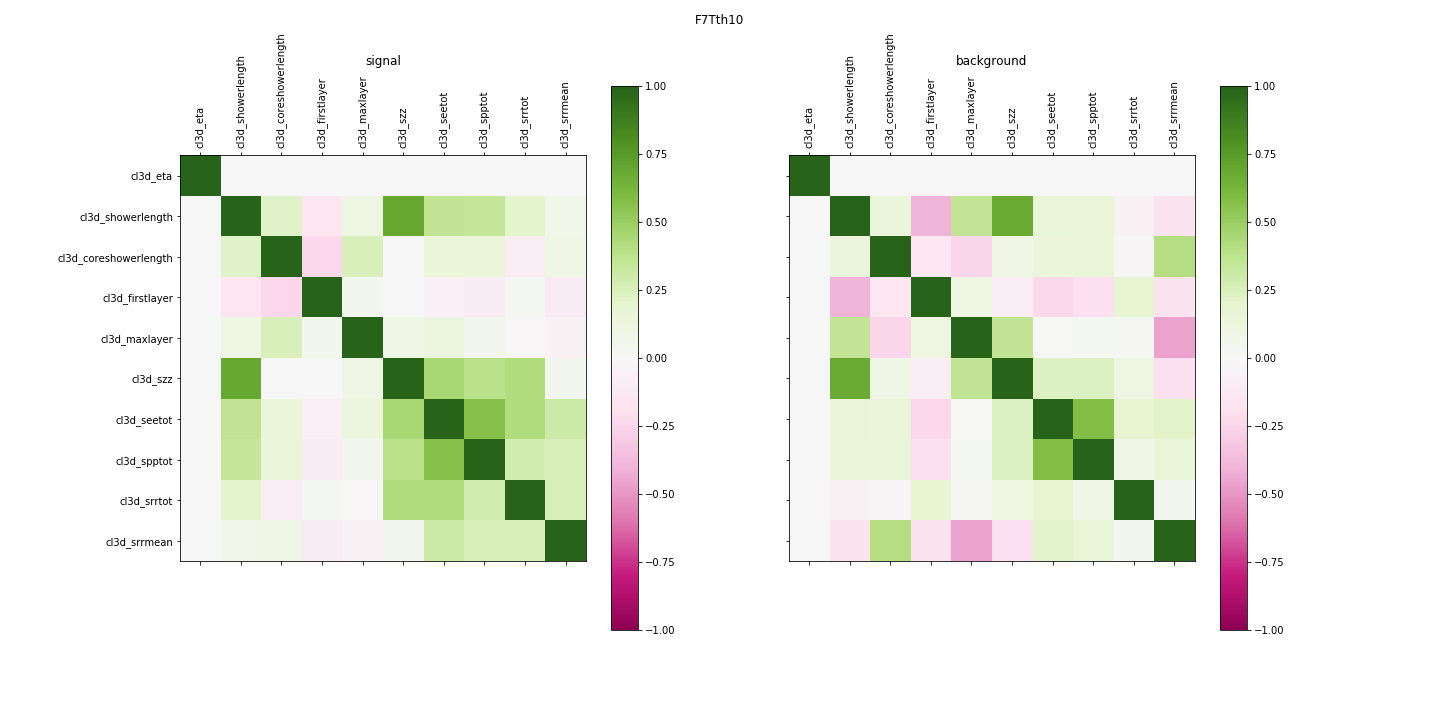 F7Tth10
signal
cl3d_eta
cl3d_showerlength
cl3d_coreshowerlength
cl3d_firstlayer
cl3d_maxlayer
cl3d_szz
cl3d_seetot
cl3d_spptot
cl3d_srrtot
cl3d_srrmean
cl3d_eta
cl3d_showerlength
cl3d_coreshowerlength
cl3d_firstlayer
cl3d_maxlayer
cl3d_szz
cl3d_seetot
cl3d_spptot
cl3d_srrtot
cl3d_srrmean
1.00
0.75
0.50
0.25
0.00
−0.25
−0.50
−0.75
−1.00
background
cl3d_eta
cl3d_showerlength
cl3d_coreshowerlength
cl3d_firstlayer
cl3d_maxlayer
cl3d_szz
cl3d_seetot
cl3d_spptot
cl3d_srrtot
cl3d_srrmean
1.00
0.75
0.50
0.25
0.00
−0.25
−0.50
−0.75
−1.00